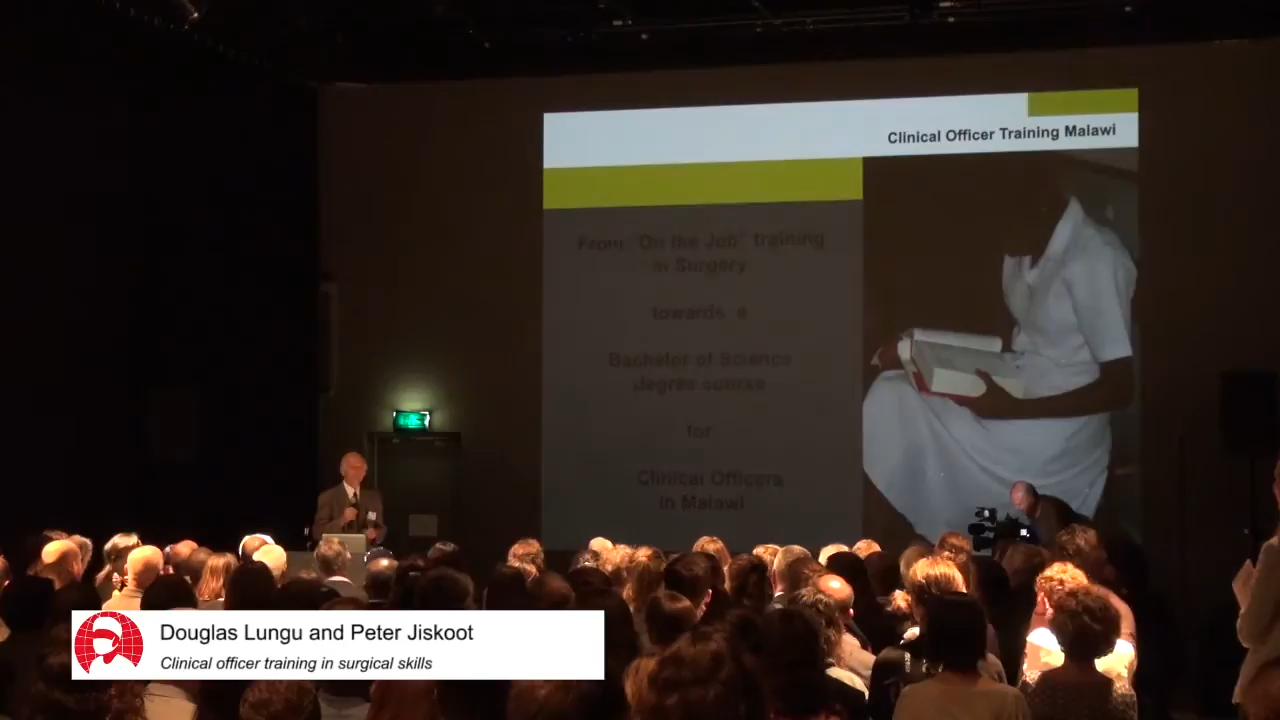 Clinical Officer Training Malawi
From "On the Job" training
in Surgery
towards a
Bachelor of Science
degree course
for
Clinical Officers
in Malawi
Douglas Lungu and Peter Jiskoot
Clinical officer training in surgical skills